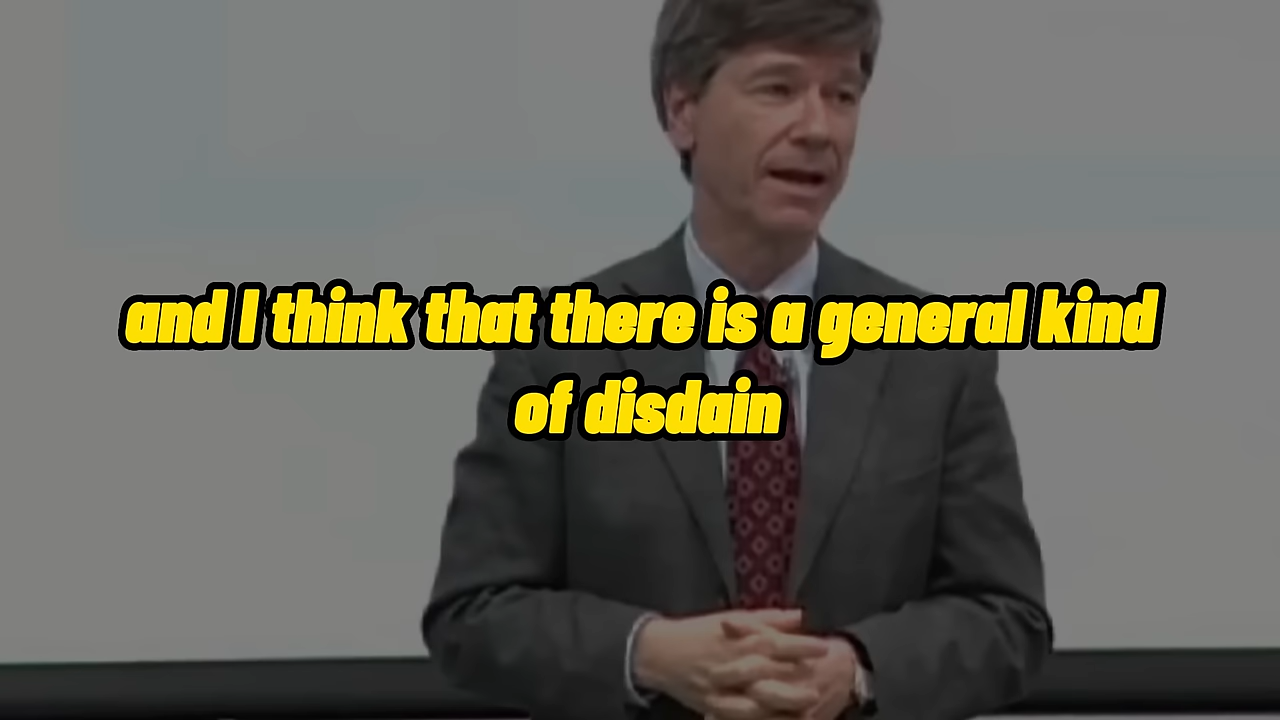 and I think that there is a general kind
of disdain